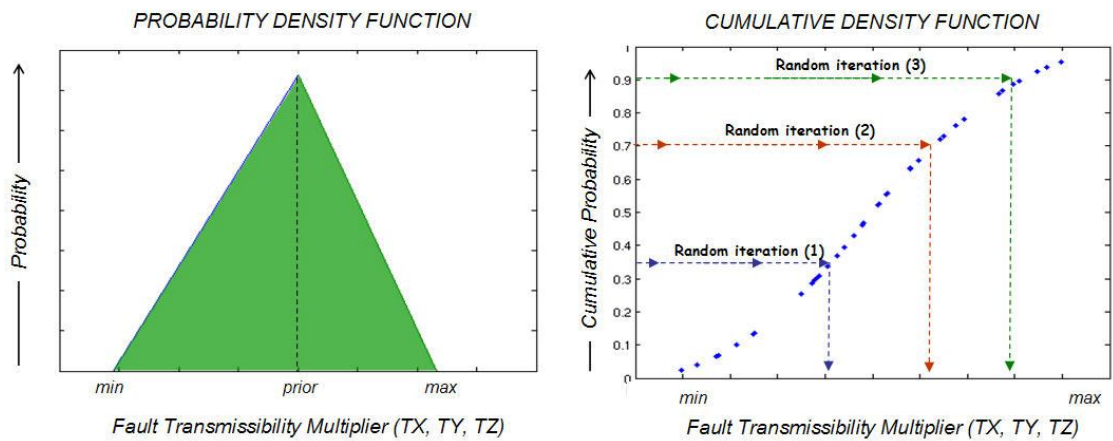 PROBABILITY DENSITY FUNCTION
Probability
min
prior
max
Fault Transmissibility Multiplier (TX, TY, TZ)
CUMULATIVE DENSITY FUNCTION
Cumulative Probability
1
0.9
0.8
0.7
0.6
0.5
0.4
0.3
0.2
0.1
0
Random iteration (3)
Random iteration (2)
Random iteration (1)
min
max
Fault Transmissibility Multiplier (TX, TY, TZ)